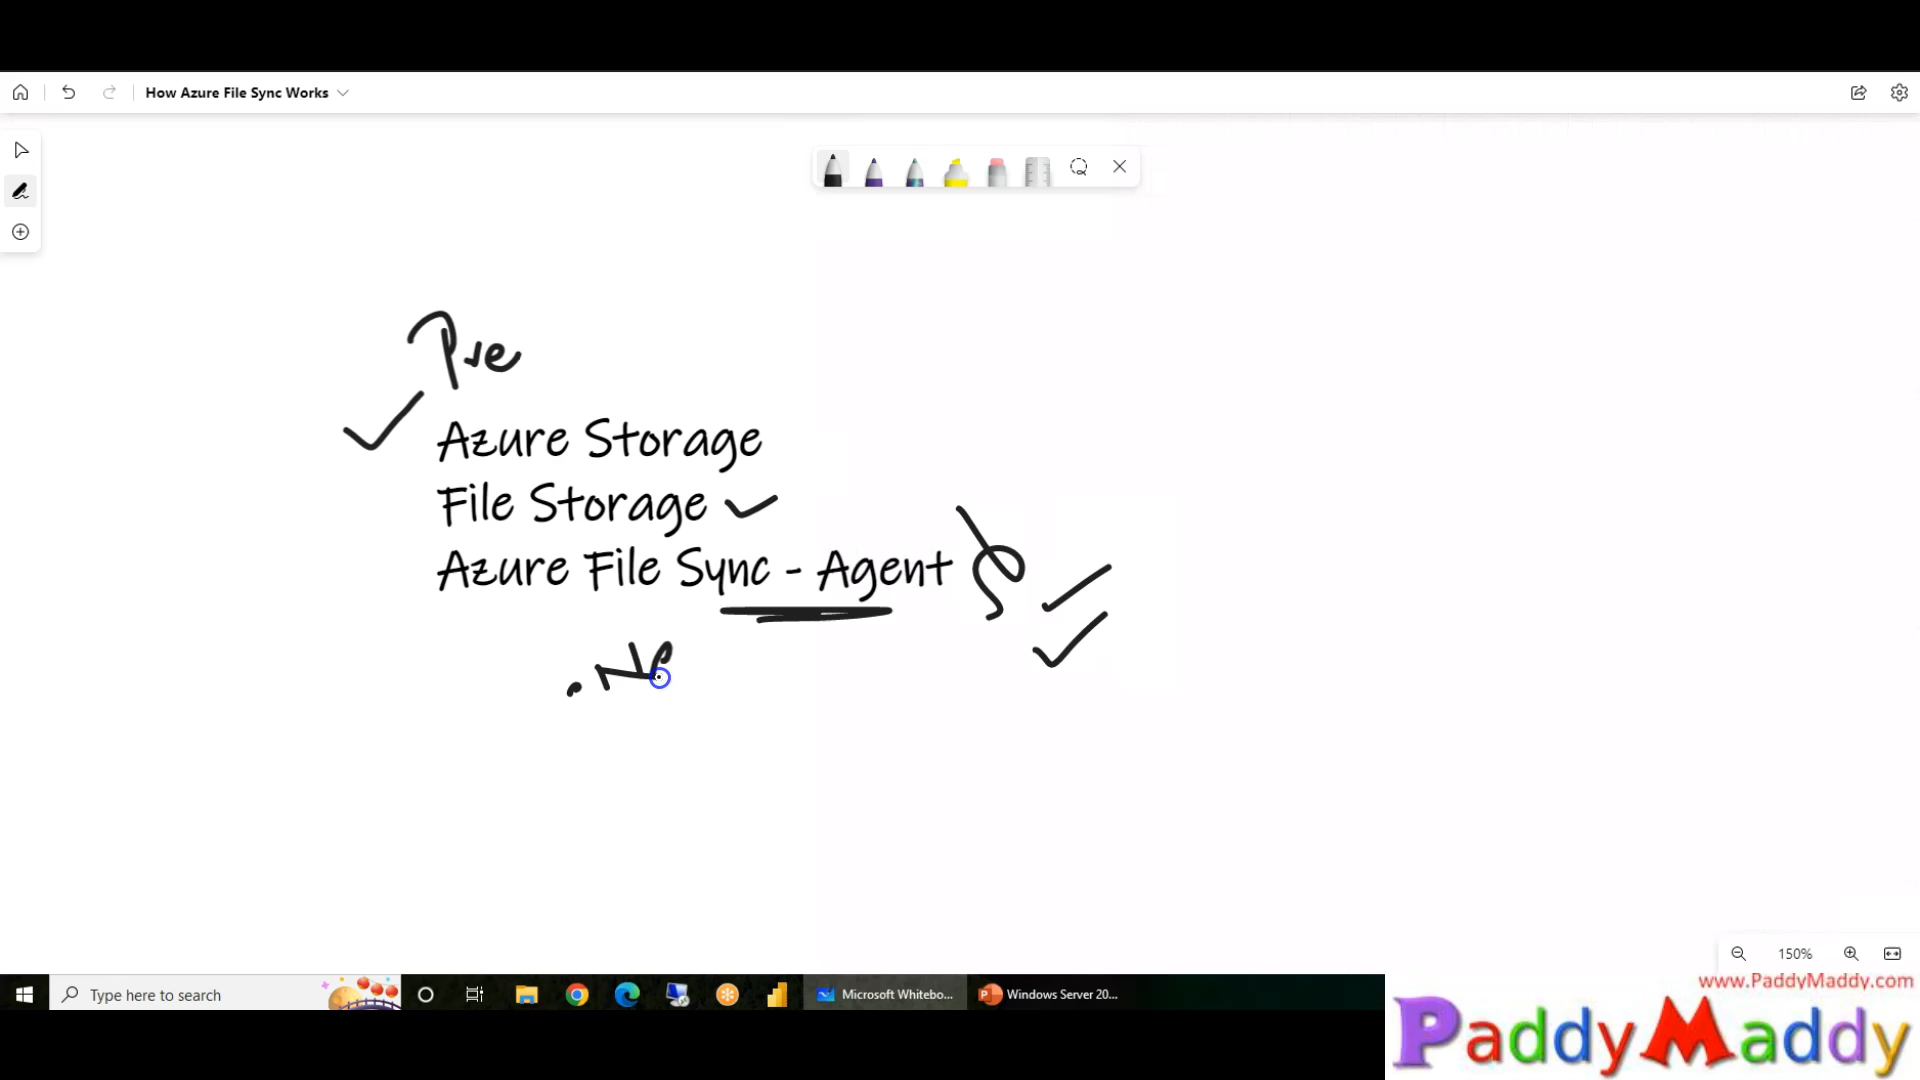 How Azure File Sync Works
Pre
Azure Storage
File Storage
Azure File Sync - Agent
.Ne
150%
Type here to search
Microsoft Whitebo...
Windows Server 20...
www.PaddyMaddy.com
PaddyMaddy